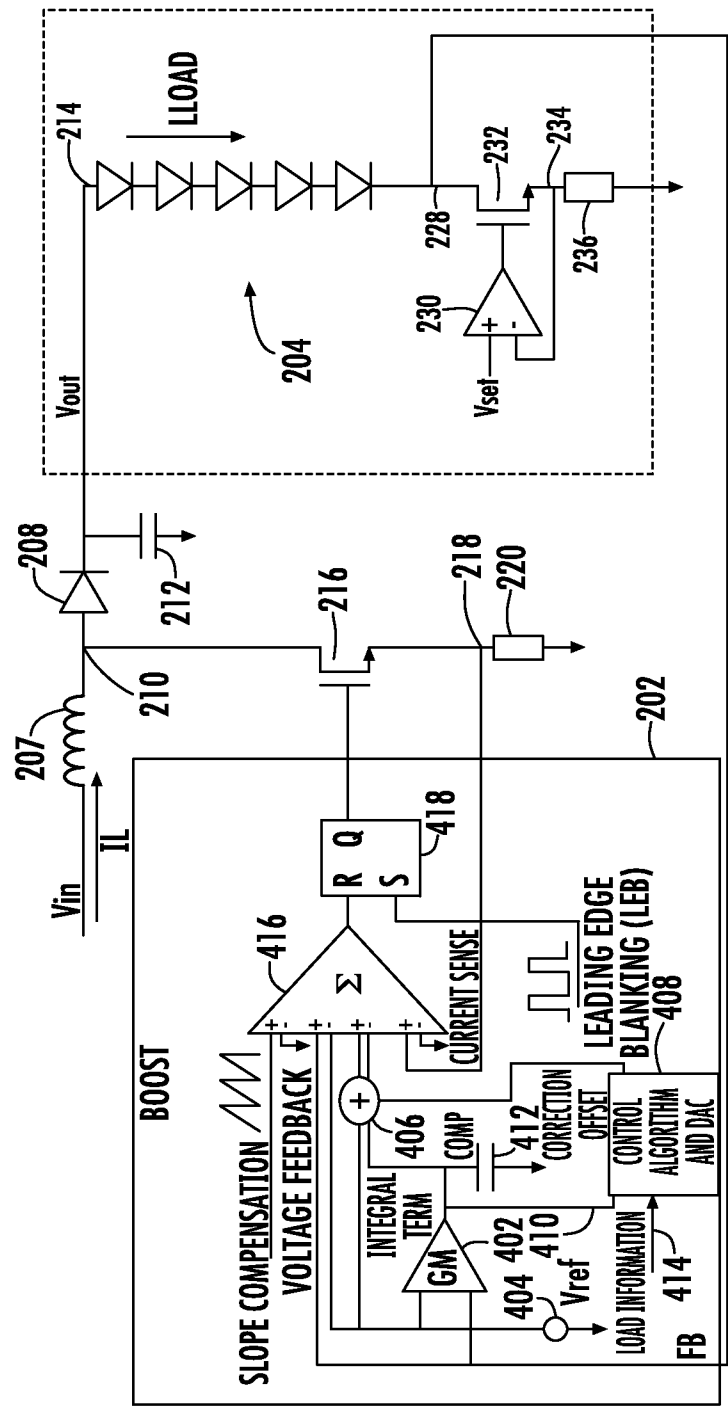 Vin
IL
207
210
208
212
Vout
214
LLOAD
204
228
230
232
234
236
Vset
+
-
216
218
220
202
BOOST
SLOPE COMPENSATION
VOLTAGE FEEDBACK
416
Σ
+
-
+
-
+
-
+
-
R Q
S
418
CURRENT SENSE
LEADING EDGE
BLANKING (LEB)
408
+
406
INTEGRAL
TERM
COMP
412
CORRECTION
OFFSET
GM
402
410
404
Vref
LOAD INFORMATION
414
CONTROL
ALGORITHM
AND DAC
FB